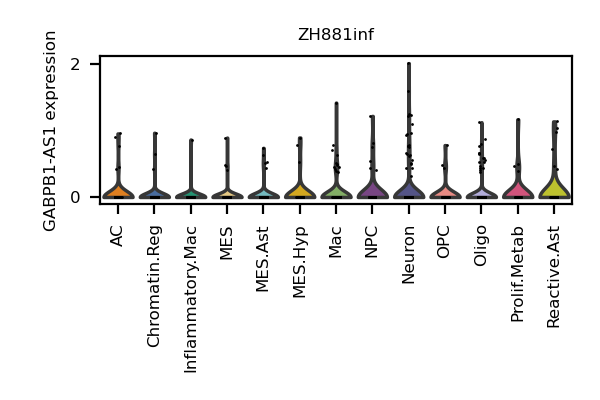 ZH881inf
GABPB1-AS1 expression
2
0
AC
Chromatin.Reg
Inflammatory.Mac
MES
MES.Ast
MES.Hyp
Mac
NPC
Neuron
OPC
Oligo
Prolif.Metab
Reactive.Ast